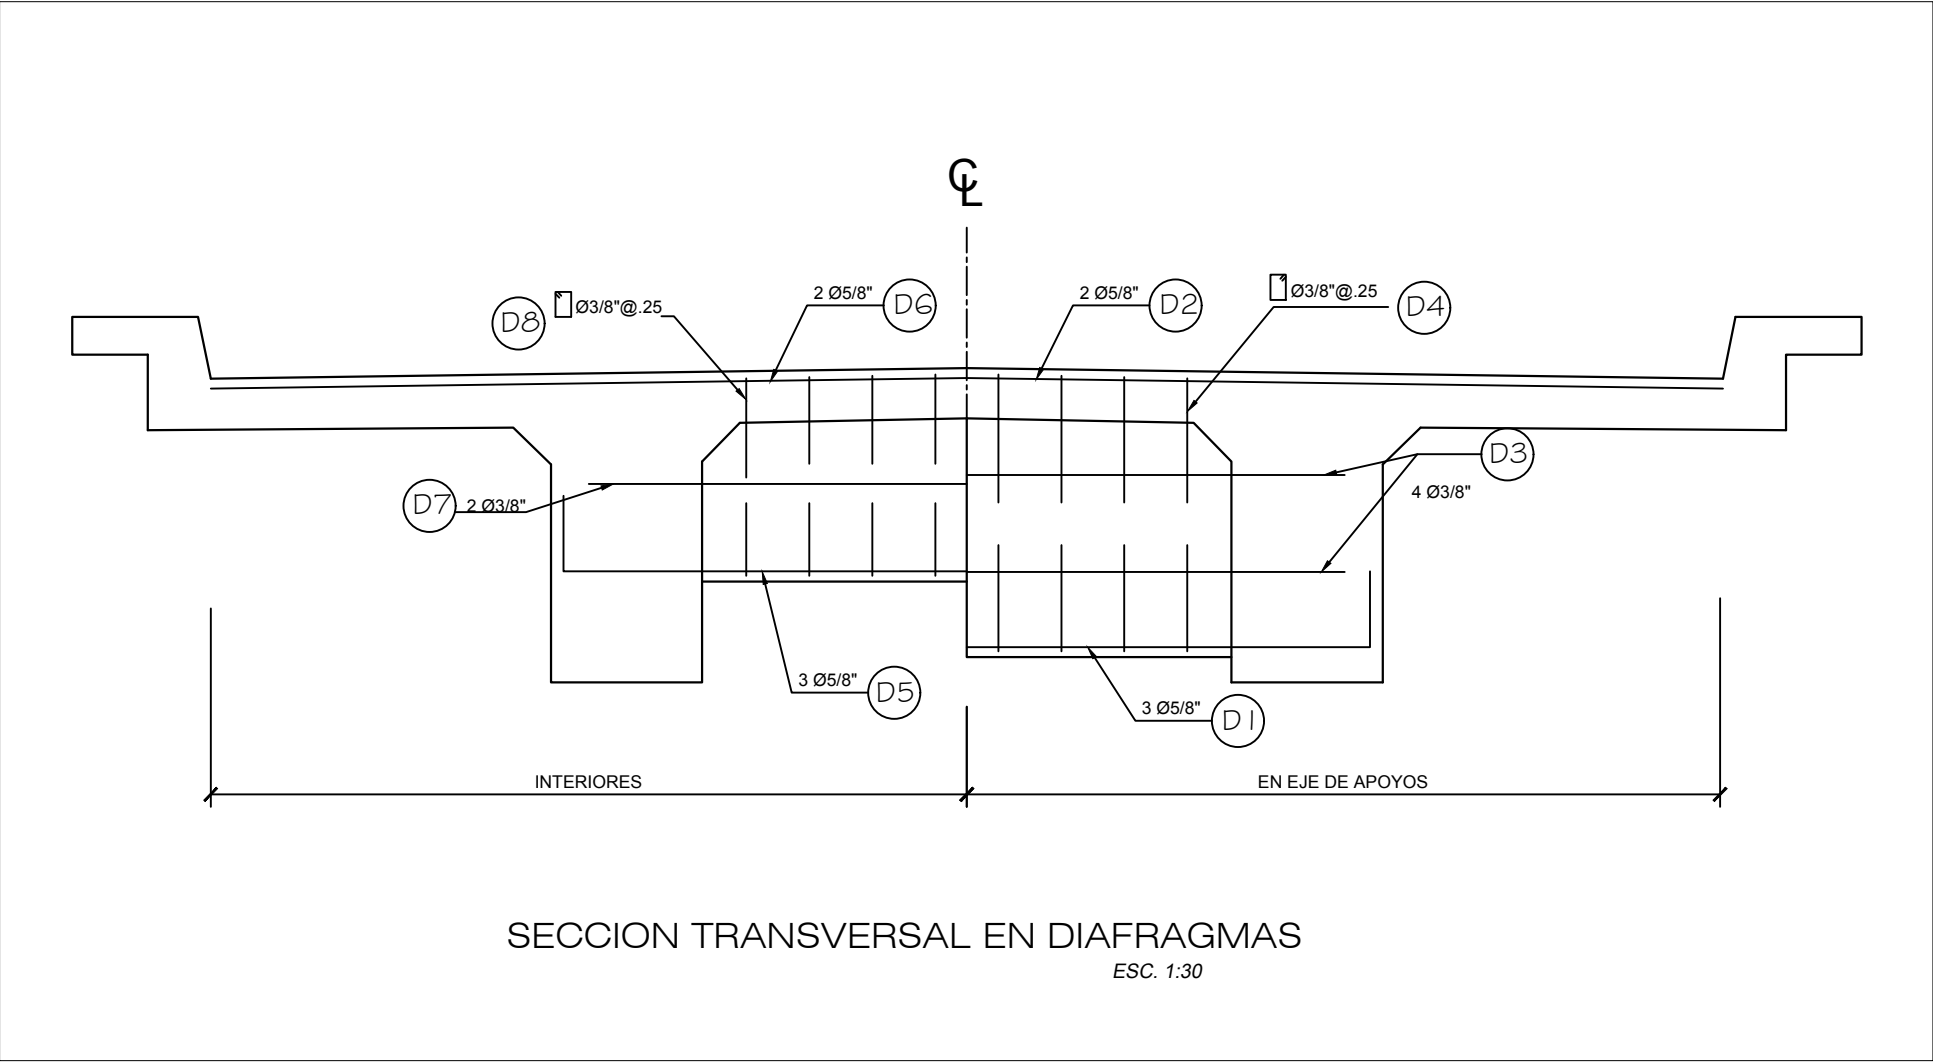 ℄
2 Ø5/8" D6
2 Ø5/8" D2
D8 Ø3/8"@.25
Ø3/8"@.25 D4
D3
4 Ø3/8"
D7 2 Ø3/8"
3 Ø5/8" D5
3 Ø5/8" D1
INTERIORES
EN EJE DE APOYOS
SECCION TRANSVERSAL EN DIAFRAGMAS
ESC. 1:30